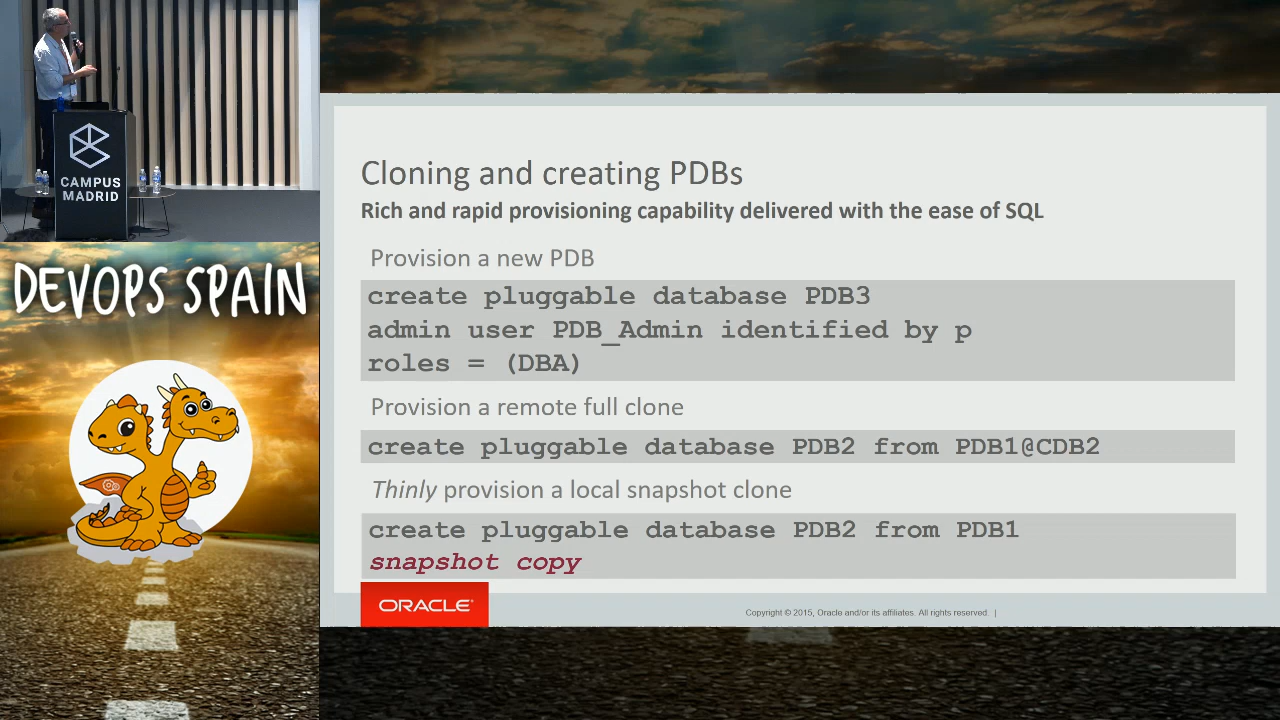 CAMPUS
MADRID
DEVOPS SPAIN
Cloning and creating PDBs
Rich and rapid provisioning capability delivered with the ease of SQL
Provision a new PDB
create pluggable database PDB3
admin user PDB_Admin identified by p
roles = (DBA)
Provision a remote full clone
create pluggable database PDB2 from PDB1@CDB2
Thinly provision a local snapshot clone
create pluggable database PDB2 from PDB1
snapshot copy
ORACLE®
Copyright © 2015, Oracle and/or its affiliates. All rights reserved. |